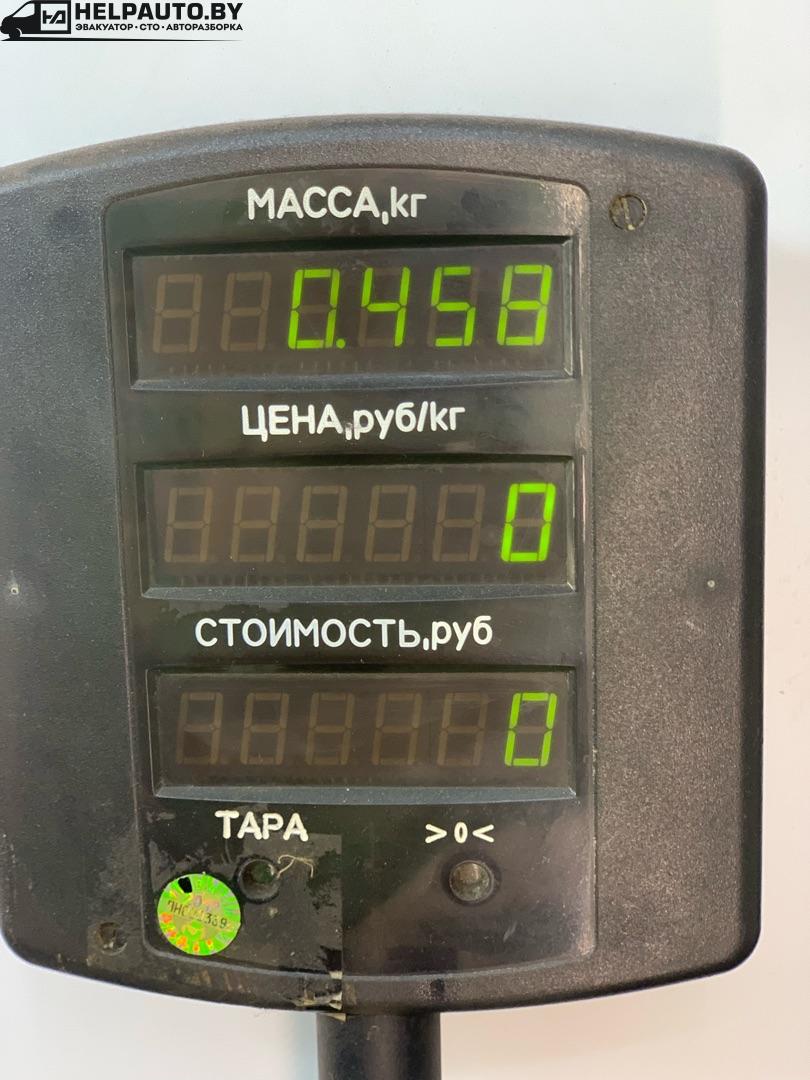 HELPAUTO.BY
ЭВАКУАТОР • СТО • АВТОРАЗБОРКА
МАССА,кг
0.458
ЦЕНА,руб/кг
0
СТОИМОСТЬ,руб
0
ТАРА
>0<